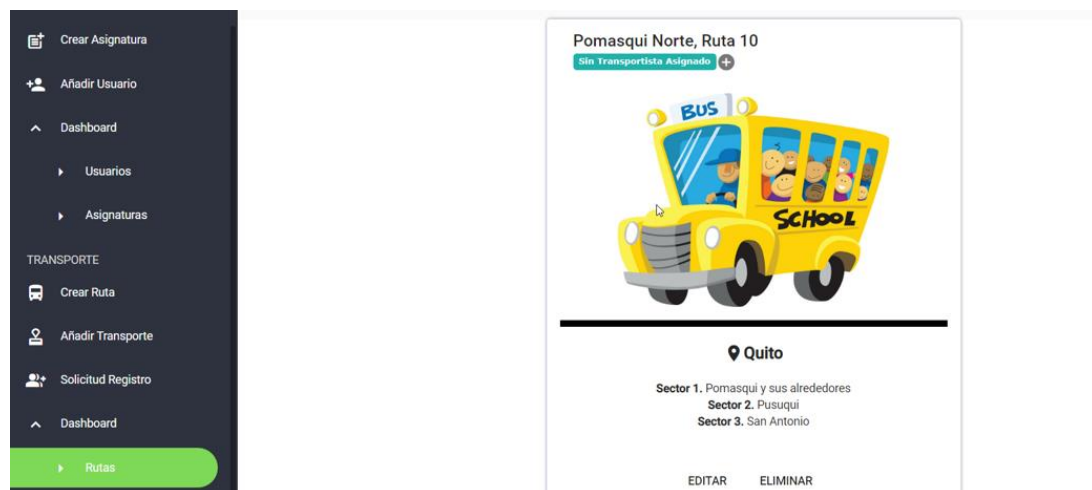 Crear Asignatura
Añadir Usuario
Dashboard
Usuarios
Asignaturas
TRANSPORTE
Crear Ruta
Añadir Transporte
Solicitud Registro
Dashboard
Rutas
Pomasqui Norte, Ruta 10
Sin Transportista Asignado
BUS
SCHOOL
Quito
Sector 1. Pomasqui y sus alrededores
Sector 2. Pusuqui
Sector 3. San Antonio
EDITAR ELIMINAR